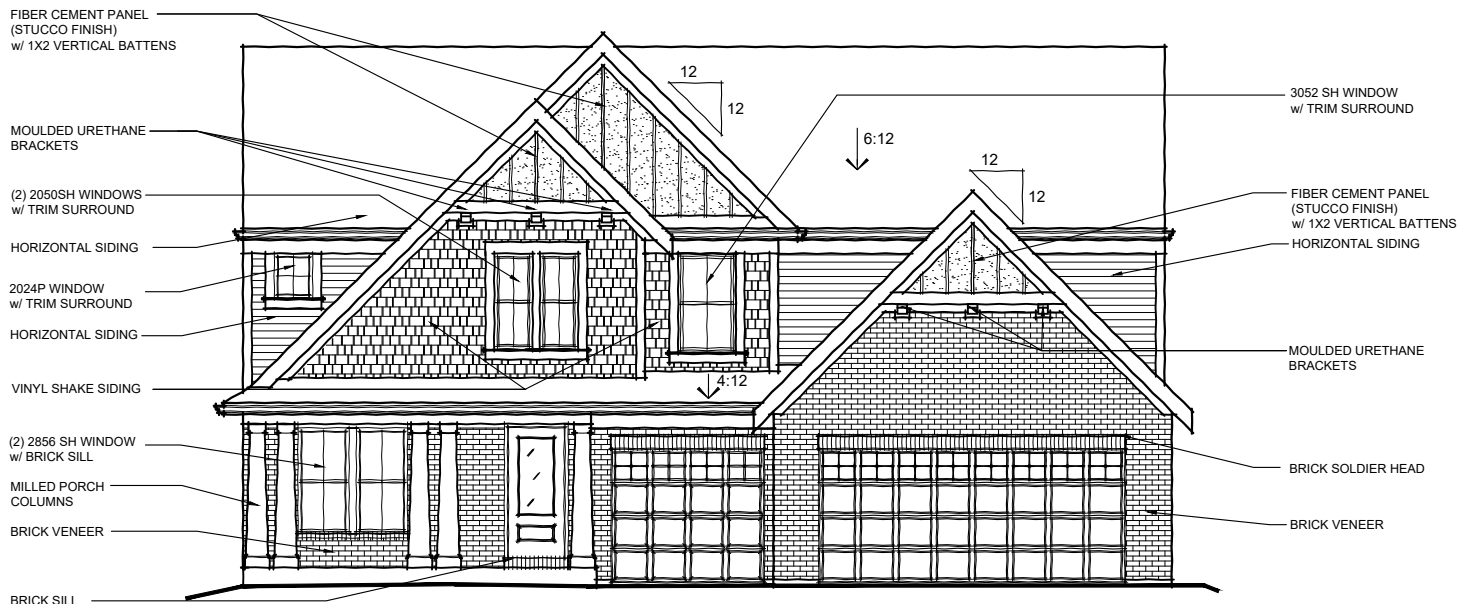 FIBER CEMENT PANEL
(STUCCO FINISH)
w/ 1X2 VERTICAL BATTENS
MOULDED URETHANE
BRACKETS
(2) 2050SH WINDOWS
w/ TRIM SURROUND
HORIZONTAL SIDING
2024P WINDOW
w/ TRIM SURROUND
HORIZONTAL SIDING
VINYL SHAKE SIDING
(2) 2856 SH WINDOW
w/ BRICK SILL
MILLED PORCH
COLUMNS
BRICK VENEER
BRICK SILL
12
12
6:12
12
12
4:12
3052 SH WINDOW
w/ TRIM SURROUND
FIBER CEMENT PANEL
(STUCCO FINISH)
w/ 1X2 VERTICAL BATTENS
HORIZONTAL SIDING
MOULDED URETHANE
BRACKETS
BRICK SOLDIER HEAD
BRICK VENEER